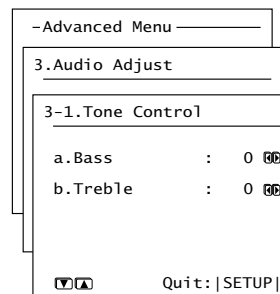 -Advanced Menu
3.Audio Adjust
3-1.Tone Control
a.Bass : 0
b.Treble : 0
Quit:|SETUP|